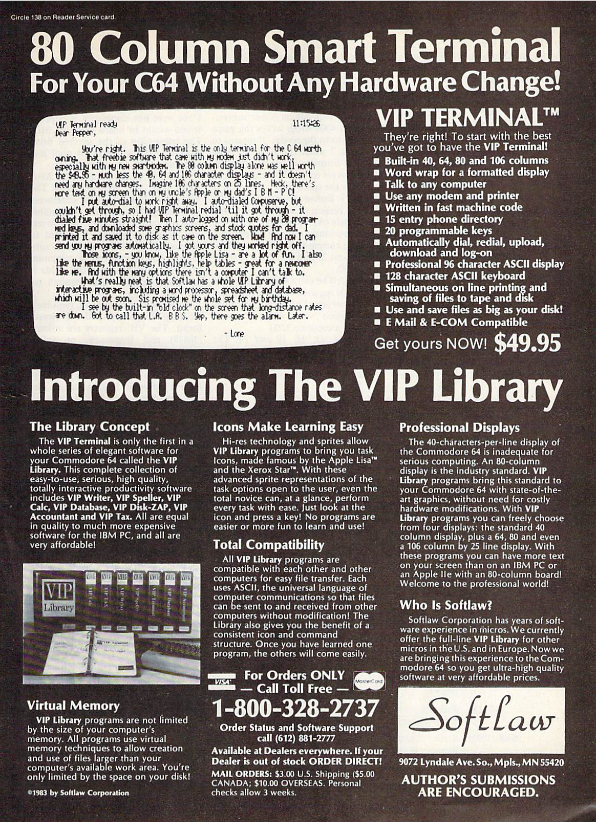 Circle 138 on Reader Service card.
80 Column Smart Terminal
For Your C64 Without Any Hardware Change!
VIP Terminal ready 11:15:26
Dear Pepper,
You're right. This VIP Terminal is the only terminal for the C 64 worth
owning. That freebie software that came with my modem just didn't work,
especially with my new smartmodem. The 80 column display alone was well worth
the $49.95 - much less the 40, 64 and 106 character displays - and it doesn't
need any hardware changes. Imagine 106 characters on 25 lines. Heck, there's
more text on my screen than on my uncle's Apple or my dad's I B M - P C!
I put auto-dial to work right away. I auto-dialed Compuserve, but
couldn't get through, so I had VIP Terminal redial 'til it got through - it
dialed five minutes straight! Then I auto-logged on with one of my 20 program-
med keys, and downloaded some graphics screens, and stock quotes for dad. I
printed it and saved it to disk as it came on the screen. Wow! And now I can
send you my programs automatically. I got yours and they worked right off.
Those icons, - you know, like the Apple Lisa - are a lot of fun. I also
like the menus, function keys, highlights, help tables - great for a newcomer
like me. And with the many options there isn't a computer I can't talk to.
What's really neat is that Softlaw has a whole VIP Library of
interactive programs, including a word processor, spreadsheet and database,
which will be out soon. Sis promised me the whole set for my birthday.
I see by the built-in "old clock" on the screen that long-distance rates
are down. Got to call that L.A. B B S. Yep, there goes the alarm. Later.
- Lone
VIP TERMINAL™
They're right! To start with the best
you've got to have the VIP Terminal!
■ Built-in 40, 64, 80 and 106 columns
■ Word wrap for a formatted display
■ Talk to any computer
■ Use any modem and printer
■ Written in fast machine code
■ 15 entry phone directory
■ 20 programmable keys
■ Automatically dial, redial, upload,
download and log-on
■ Professional 96 character ASCII display
■ 128 character ASCII keyboard
■ Simultaneous on line printing and
saving of files to tape and disk
■ Use and save files as big as your disk!
■ E Mail & E-COM Compatible
Get yours NOW! $49.95
Introducing The VIP Library
The Library Concept
The VIP Terminal is only the first in a
whole series of elegant software for
your Commodore 64 called the VIP
Library. This complete collection of
easy-to-use, serious, high quality,
totally interactive productivity software
includes VIP Writer, VIP Speller, VIP
Calc, VIP Database, VIP Disk-ZAP, VIP
Accountant and VIP Tax. All are equal
in quality to much more expensive
software for the IBM PC, and all are
very affordable!
VIP
Library
Virtual Memory
VIP Library programs are not limited
by the size of your computer's
memory. All programs use virtual
memory techniques to allow creation
and use of files larger than your
computer's available work area. You're
only limited by the space on your disk!
©1983 by Softlaw Corporation
Icons Make Learning Easy
Hi-res technology and sprites allow
VIP Library programs to bring you task
Icons, made famous by the Apple Lisa™
and the Xerox Star™. With these
advanced sprite representations of the
task options open to the user, even the
total novice can, at a glance, perform
every task with ease. Just look at the
icon and press a key! No programs are
easier or more fun to learn and use!
Total Compatibility
All VIP Library programs are
compatible with each other and other
computers for easy file transfer. Each
uses ASCII, the universal language of
computer communications so that files
can be sent to and received from other
computers without modification! The
Library also gives you the benefit of a
consistent icon and command
structure. Once you have learned one
program, the others will come easily.
VISA For Orders ONLY MasterCard
— Call Toll Free —
1-800-328-2737
Order Status and Software Support
call (612) 881-2777
Available at Dealers everywhere. If your
Dealer is out of stock ORDER DIRECT!
MAIL ORDERS: $3.00 U.S. Shipping ($5.00
CANADA; $10.00 OVERSEAS. Personal
checks allow 3 weeks.
Professional Displays
The 40-characters-per-line display of
the Commodore 64 is inadequate for
serious computing. An 80-column
display is the industry standard. VIP
Library programs bring this standard to
your Commodore 64 with state-of-the-
art graphics, without need for costly
hardware modifications. With VIP
Library programs you can freely choose
from four displays: the standard 40
column display, plus a 64, 80 and even
a 106 column by 25 line display. With
these programs you can have more text
on your screen than on an IBM PC or
an Apple IIe with an 80-column board!
Welcome to the professional world!
Who Is Softlaw?
Softlaw Corporation has years of soft-
ware experience in micros. We currently
offer the full-line VIP Library for other
micros in the U.S. and in Europe. Now we
are bringing this experience to the Com-
modore 64 so you get ultra-high quality
software at very affordable prices.
Softlaw
9072 Lyndale Ave. So., Mpls., MN 55420
AUTHOR'S SUBMISSIONS
ARE ENCOURAGED.